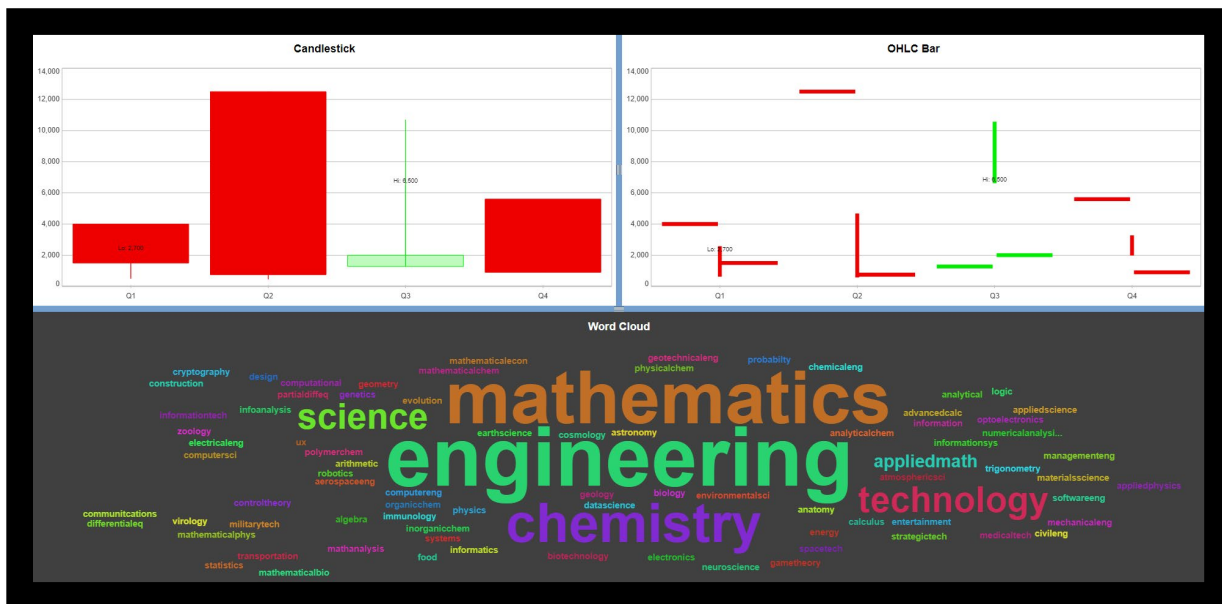 Candlestick
14,000
12,000
10,000
8,000
6,000
4,000
2,000
0
Hi: 6,500
Q1
Q2
Q3
Q4
OHLC Bar
14,000
12,000
10,000
8,000
6,000
4,000
2,000
0
Hi: 6,500
Q1
Q2
Q3
Q4
Word Cloud
mathematicalecon
geotechnicaleng
probabilty
cryptography
mathematicalchem
physicalchem
chemicaleng
construction
design
computational
geometry
mathematics
analytical
logic
partialdiffeq
genetics
evolution
informationtech
infoanalysis
science
advancedcalc
appliedscience
information
optoelectronics
zoology
earthscience
cosmology
astronomy
analyticalchem
numericalanalysi...
electricaleng
ux
engineering
informationsys
computersci
polymerchem
managementeng
arithmetic
appliedmath
robotics
trigonometry
aerospaceeng
materialsscience
appliedphysics
computereng
geology
biology
environmentalsci
technology
softwareeng
controltheory
organicchem
datascience
communitcations
immunology
physics
chemistry
anatomy
differentialeq
virology
militarytech
algebra
calculus
entertainment
mechanicaleng
mathematicalphys
inorganicchem
energy
strategictech
medicaltech
civileng
systems
mathanalysis
informatics
spacetech
transportation
food
biotechnology
electronics
statistics
neuroscience
gametheory
mathematicalbio